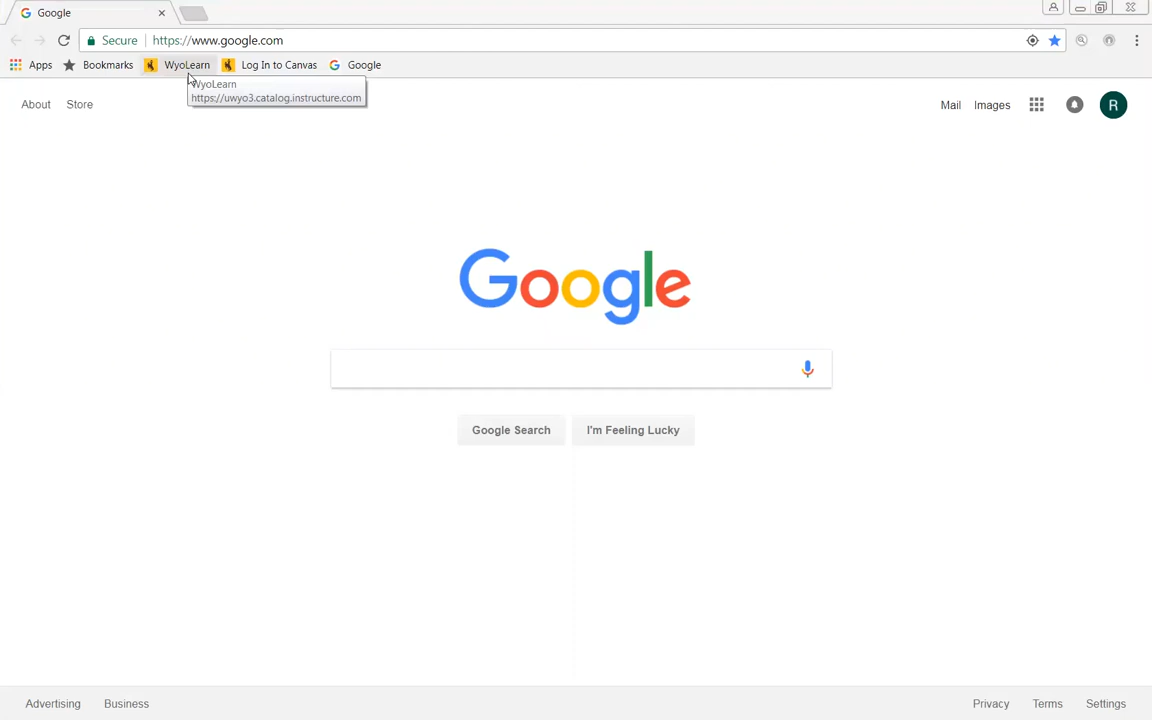 Google
Secure https://www.google.com
Apps Bookmarks WyoLearn Log In to Canvas Google
WyoLearn
https://uwyo3.catalog.instructure.com
About Store Mail Images R
Google
Google Search I'm Feeling Lucky
Advertising Business Privacy Terms Settings